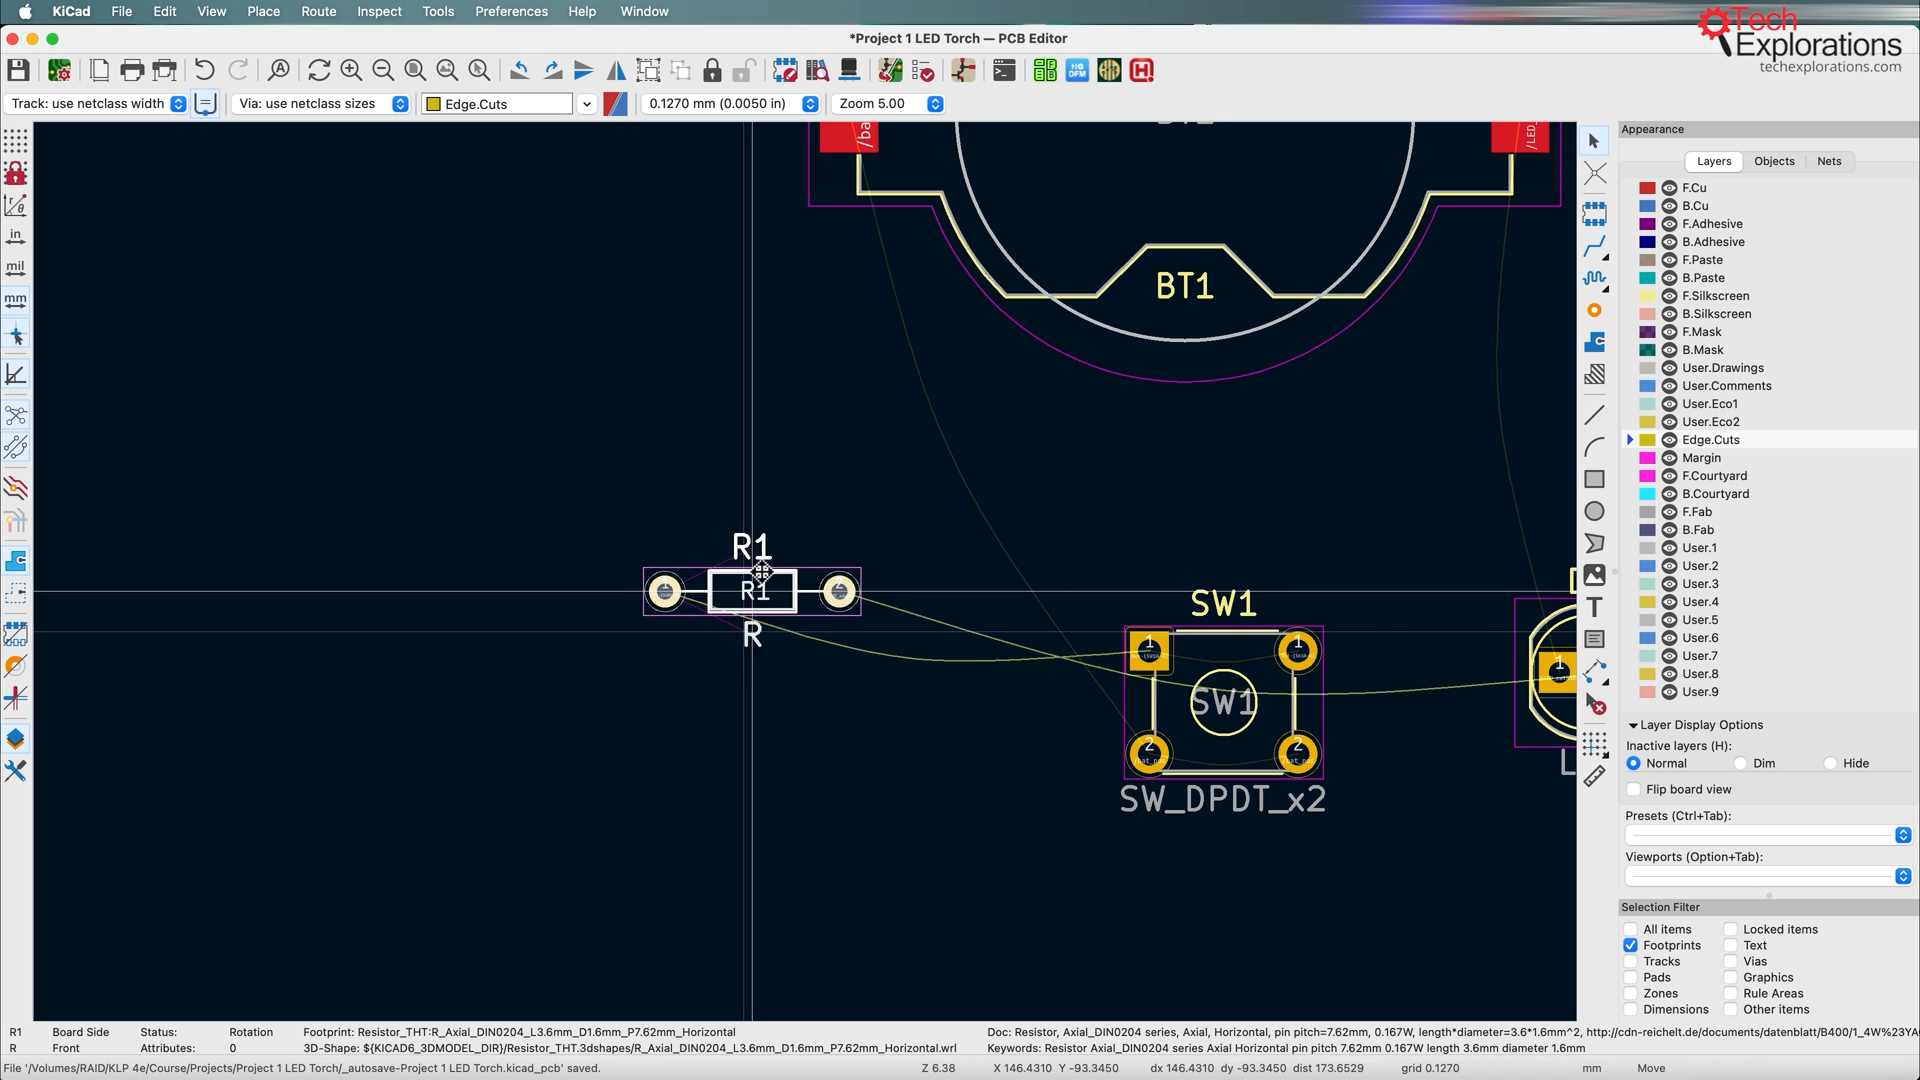 KiCad File Edit View Place Route Inspect Tools Preferences Help Window
Tech
Explorations
techexplorations.com
*Project 1 LED Torch — PCB Editor
Track: use netclass width
Via: use netclass sizes
Edge.Cuts
0.1270 mm (0.0050 in)
Zoom 5.00
in
mil
mm
BT1
R1
R1
R
SW1
1
1
SW1
2
2
SW_DPDT_x2
1
Appearance
Layers Objects Nets
F.Cu
B.Cu
F.Adhesive
B.Adhesive
F.Paste
B.Paste
F.Silkscreen
B.Silkscreen
F.Mask
B.Mask
User.Drawings
User.Comments
User.Eco1
User.Eco2
Edge.Cuts
Margin
F.Courtyard
B.Courtyard
F.Fab
B.Fab
User.1
User.2
User.3
User.4
User.5
User.6
User.7
User.8
User.9
Layer Display Options
Inactive layers (H):
Normal Dim Hide
Flip board view
Presets (Ctrl+Tab):
Viewports (Option+Tab):
Selection Filter
All items Locked items
Footprints Text
Tracks Vias
Pads Graphics
Zones Rule Areas
Dimensions Other items
R1 Board Side Status: Rotation Footprint: Resistor_THT:R_Axial_DIN0204_L3.6mm_D1.6mm_P7.62mm_Horizontal Doc: Resistor, Axial_DIN0204 series, Axial, Horizontal, pin pitch=7.62mm, 0.167W, length*diameter=3.6*1.6mm^2, http://cdn-reichelt.de/documents/datenblatt/B400/1_4W%23YA
R Front Attributes: 0 3D-Shape: ${KICAD6_3DMODEL_DIR}/Resistor_THT.3dshapes/R_Axial_DIN0204_L3.6mm_D1.6mm_P7.62mm_Horizontal.wrl Keywords: Resistor Axial_DIN0204 series Axial Horizontal pin pitch 7.62mm 0.167W length 3.6mm diameter 1.6mm
File '/Volumes/RAID/KLP 4e/Course/Projects/Project 1 LED Torch/_autosave-Project 1 LED Torch.kicad_pcb' saved. Z 6.38 X 146.4310 Y -93.3450 dx 146.4310 dy -93.3450 dist 173.6529 grid 0.1270 mm Move